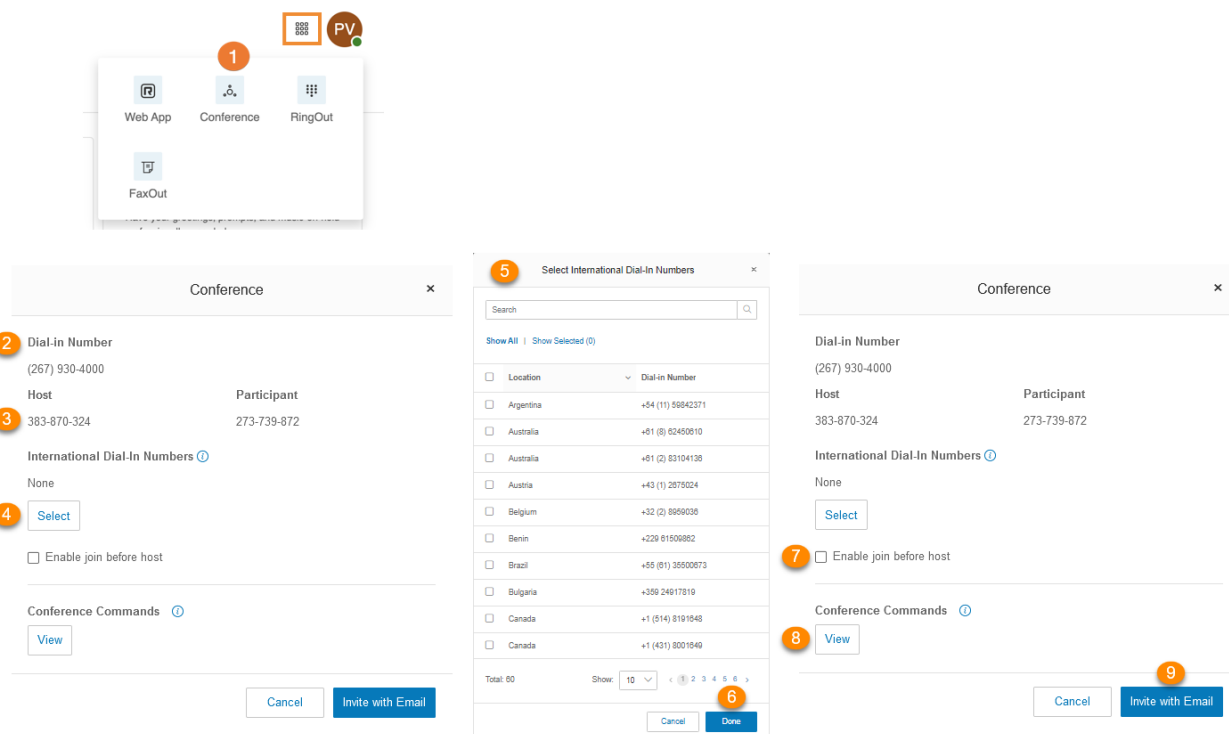 PV
1
Web App Conference RingOut
FaxOut
Conference ×
2 Dial-in Number
(267) 930-4000
Host Participant
3 383-870-324 273-739-872
International Dial-In Numbers
None
4 Select
Enable join before host
Conference Commands
View
Cancel Invite with Email
5 Select International Dial-In Numbers ×
Search
Show All | Show Selected (0)
Location Dial-in Number
Argentina +54 (11) 59842371
Australia +61 (8) 62450610
Australia +61 (2) 83104136
Austria +43 (1) 2675024
Belgium +32 (2) 8959036
Benin +229 61509862
Brazil +55 (61) 35500673
Bulgaria +359 24917819
Canada +1 (514) 8191648
Canada +1 (431) 8001649
Total: 60 Show: 10 ‹ 1 2 3 4 5 6 ›
6
Cancel Done
Conference ×
Dial-in Number
(267) 930-4000
Host Participant
383-870-324 273-739-872
International Dial-In Numbers
None
Select
7 Enable join before host
Conference Commands
8 View
9
Cancel Invite with Email